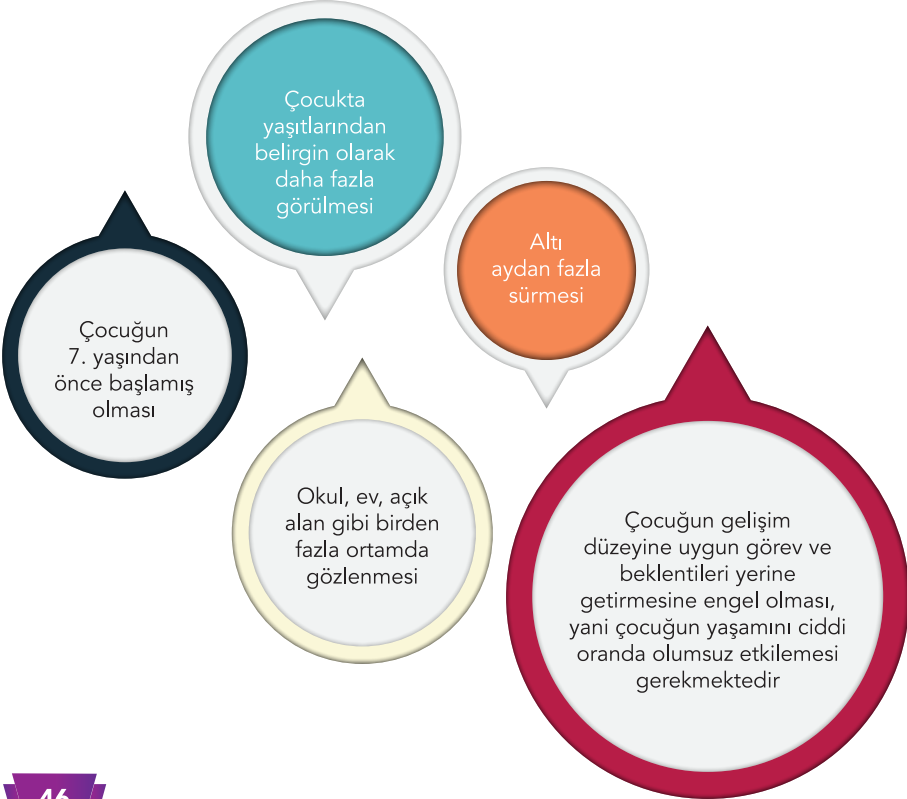 Çocukta
yaşıtlarından
belirgin olarak
daha fazla
görülmesi
Altı
aydan fazla
sürmesi
Çocuğun
7. yaşından
önce başlamış
olması
Okul, ev, açık
alan gibi birden
fazla ortamda
gözlenmesi
Çocuğun gelişim
düzeyine uygun görev ve
beklentileri yerine
getirmesine engel olması,
yani çocuğun yaşamını ciddi
oranda olumsuz etkilemesi
gerekmektedir
46